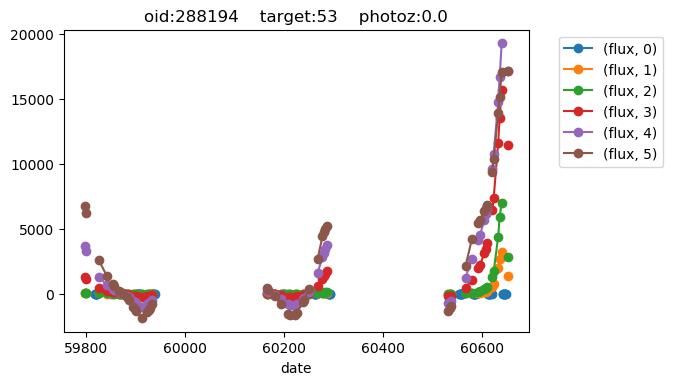 oid:288194    target:53    photoz:0.0
20000
15000
10000
5000
0
59800 60000 60200 60400 60600
date
(flux, 0)
(flux, 1)
(flux, 2)
(flux, 3)
(flux, 4)
(flux, 5)